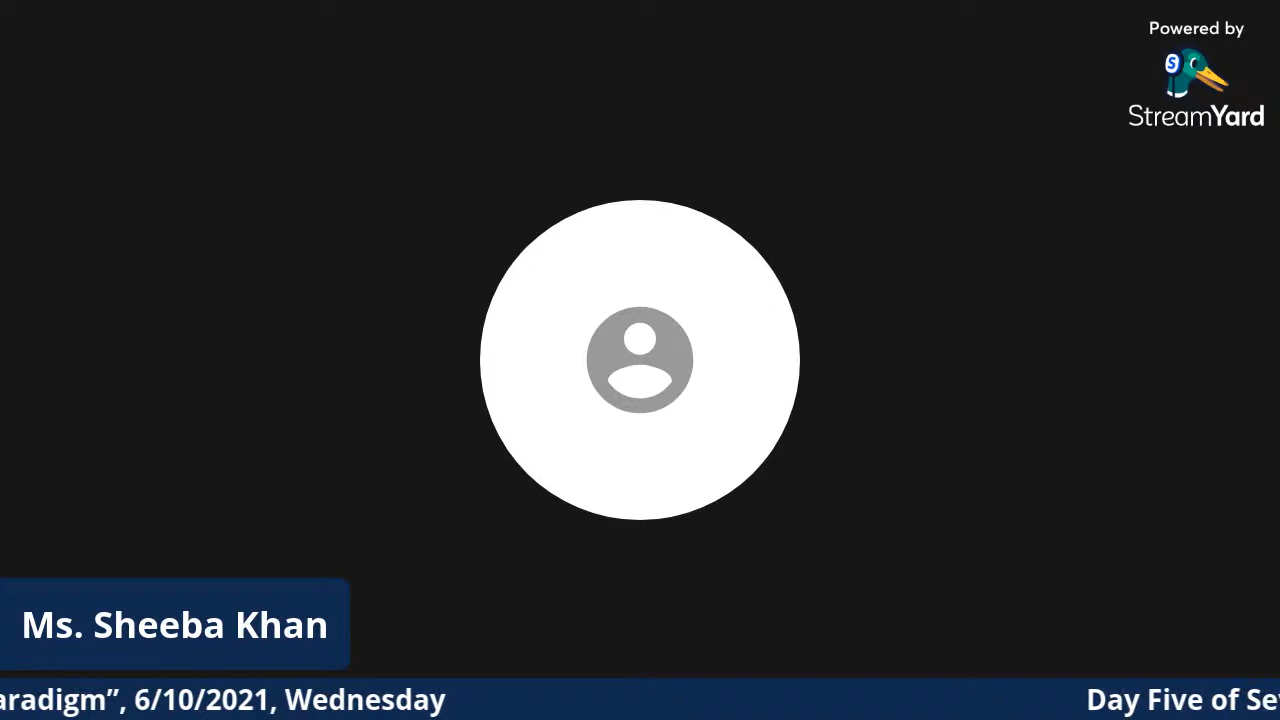 Powered by
S
StreamYard
Ms. Sheeba Khan
aradigm”, 6/10/2021, Wednesday
Day Five of Se